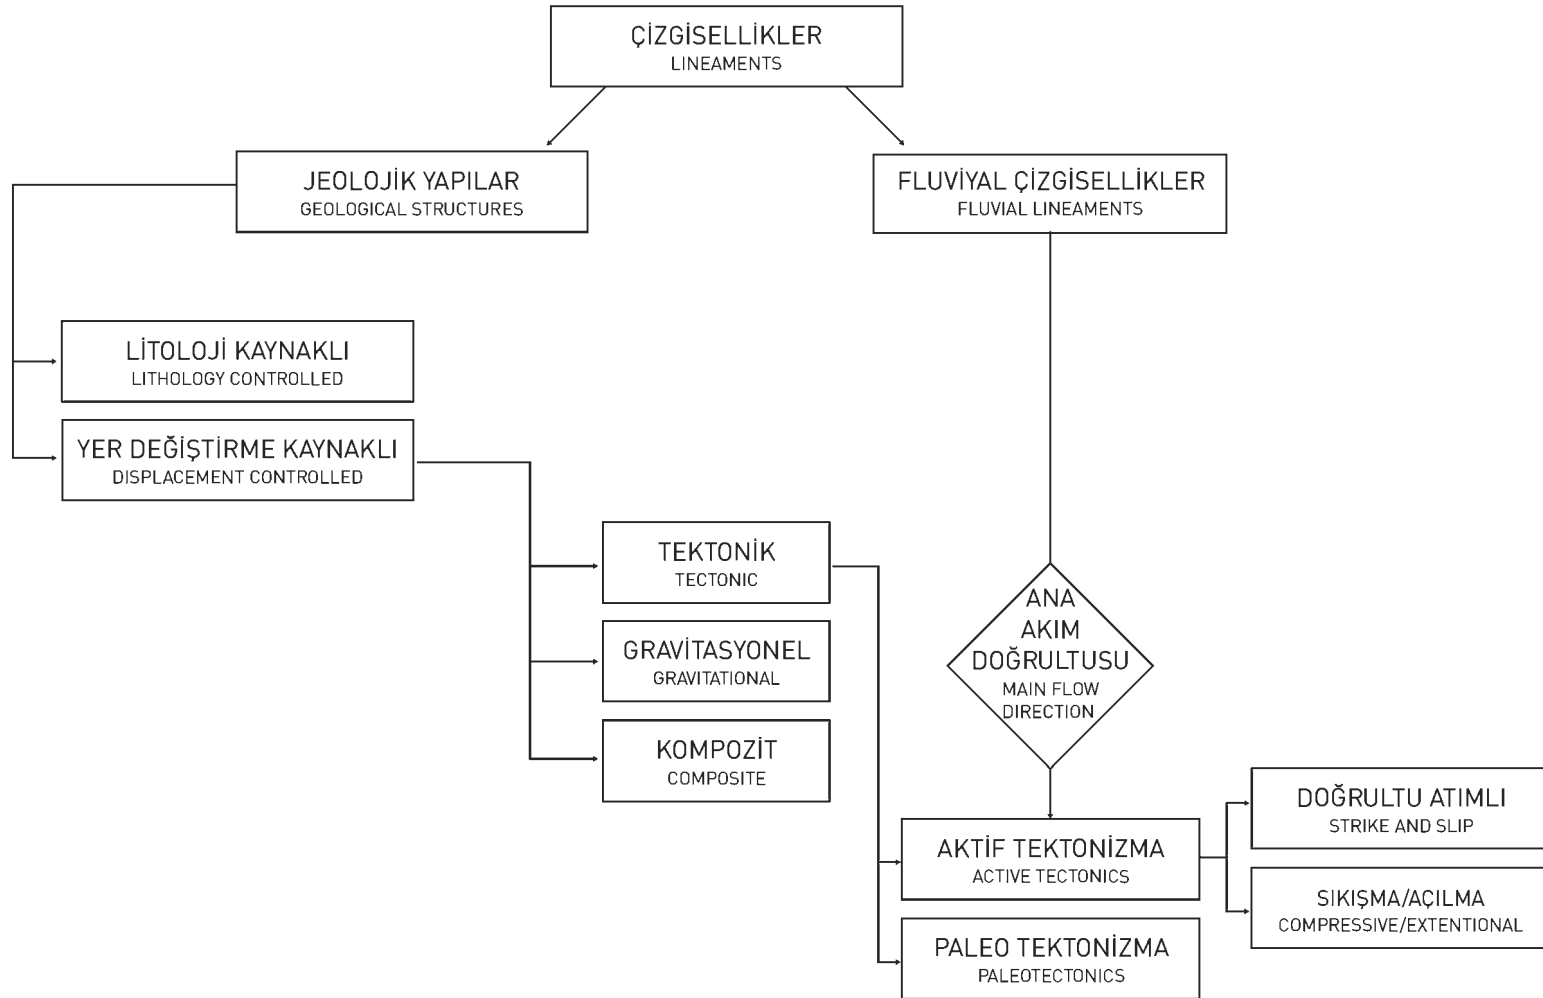 ÇİZGİSELLİKLER
LINEAMENTS
JEOLOJİK YAPILAR
GEOLOGICAL STRUCTURES
FLUVİYAL ÇİZGİSELLİKLER
FLUVIAL LINEAMENTS
LİTOLOJİ KAYNAKLI
LITHOLOGY CONTROLLED
YER DEĞİŞTİRME KAYNAKLI
DISPLACEMENT CONTROLLED
TEKTONİK
TECTONIC
GRAVİTASYONEL
GRAVITATIONAL
KOMPOZİT
COMPOSITE
ANA
AKIM
DOĞRULTUSU
MAIN FLOW
DIRECTION
AKTİF TEKTONİZMA
ACTIVE TECTONICS
PALEO TEKTONİZMA
PALEOTECTONICS
DOĞRULTU ATIMLI
STRIKE AND SLIP
SIKIŞMA/AÇILMA
COMPRESSIVE/EXTENTIONAL